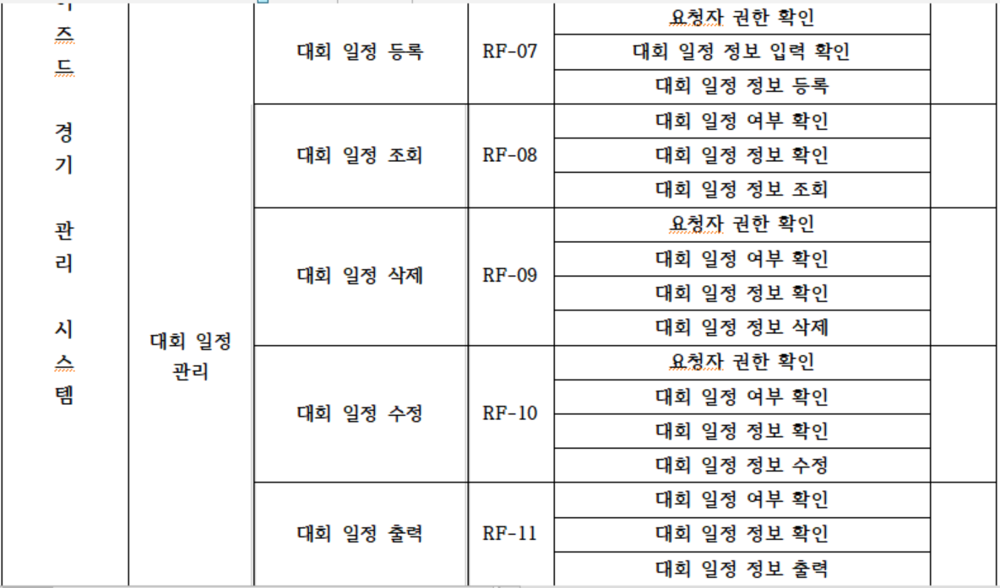 즈
드
경
기
관
리
시
스
템
대회 일정
관리
대회 일정 등록
RF-07
요청자 권한 확인
대회 일정 정보 입력 확인
대회 일정 정보 등록
대회 일정 조회
RF-08
대회 일정 여부 확인
대회 일정 정보 확인
대회 일정 정보 조회
대회 일정 삭제
RF-09
요청자 권한 확인
대회 일정 여부 확인
대회 일정 정보 확인
대회 일정 정보 삭제
대회 일정 수정
RF-10
요청자 권한 확인
대회 일정 여부 확인
대회 일정 정보 확인
대회 일정 정보 수정
대회 일정 출력
RF-11
대회 일정 여부 확인
대회 일정 정보 확인
대회 일정 정보 출력